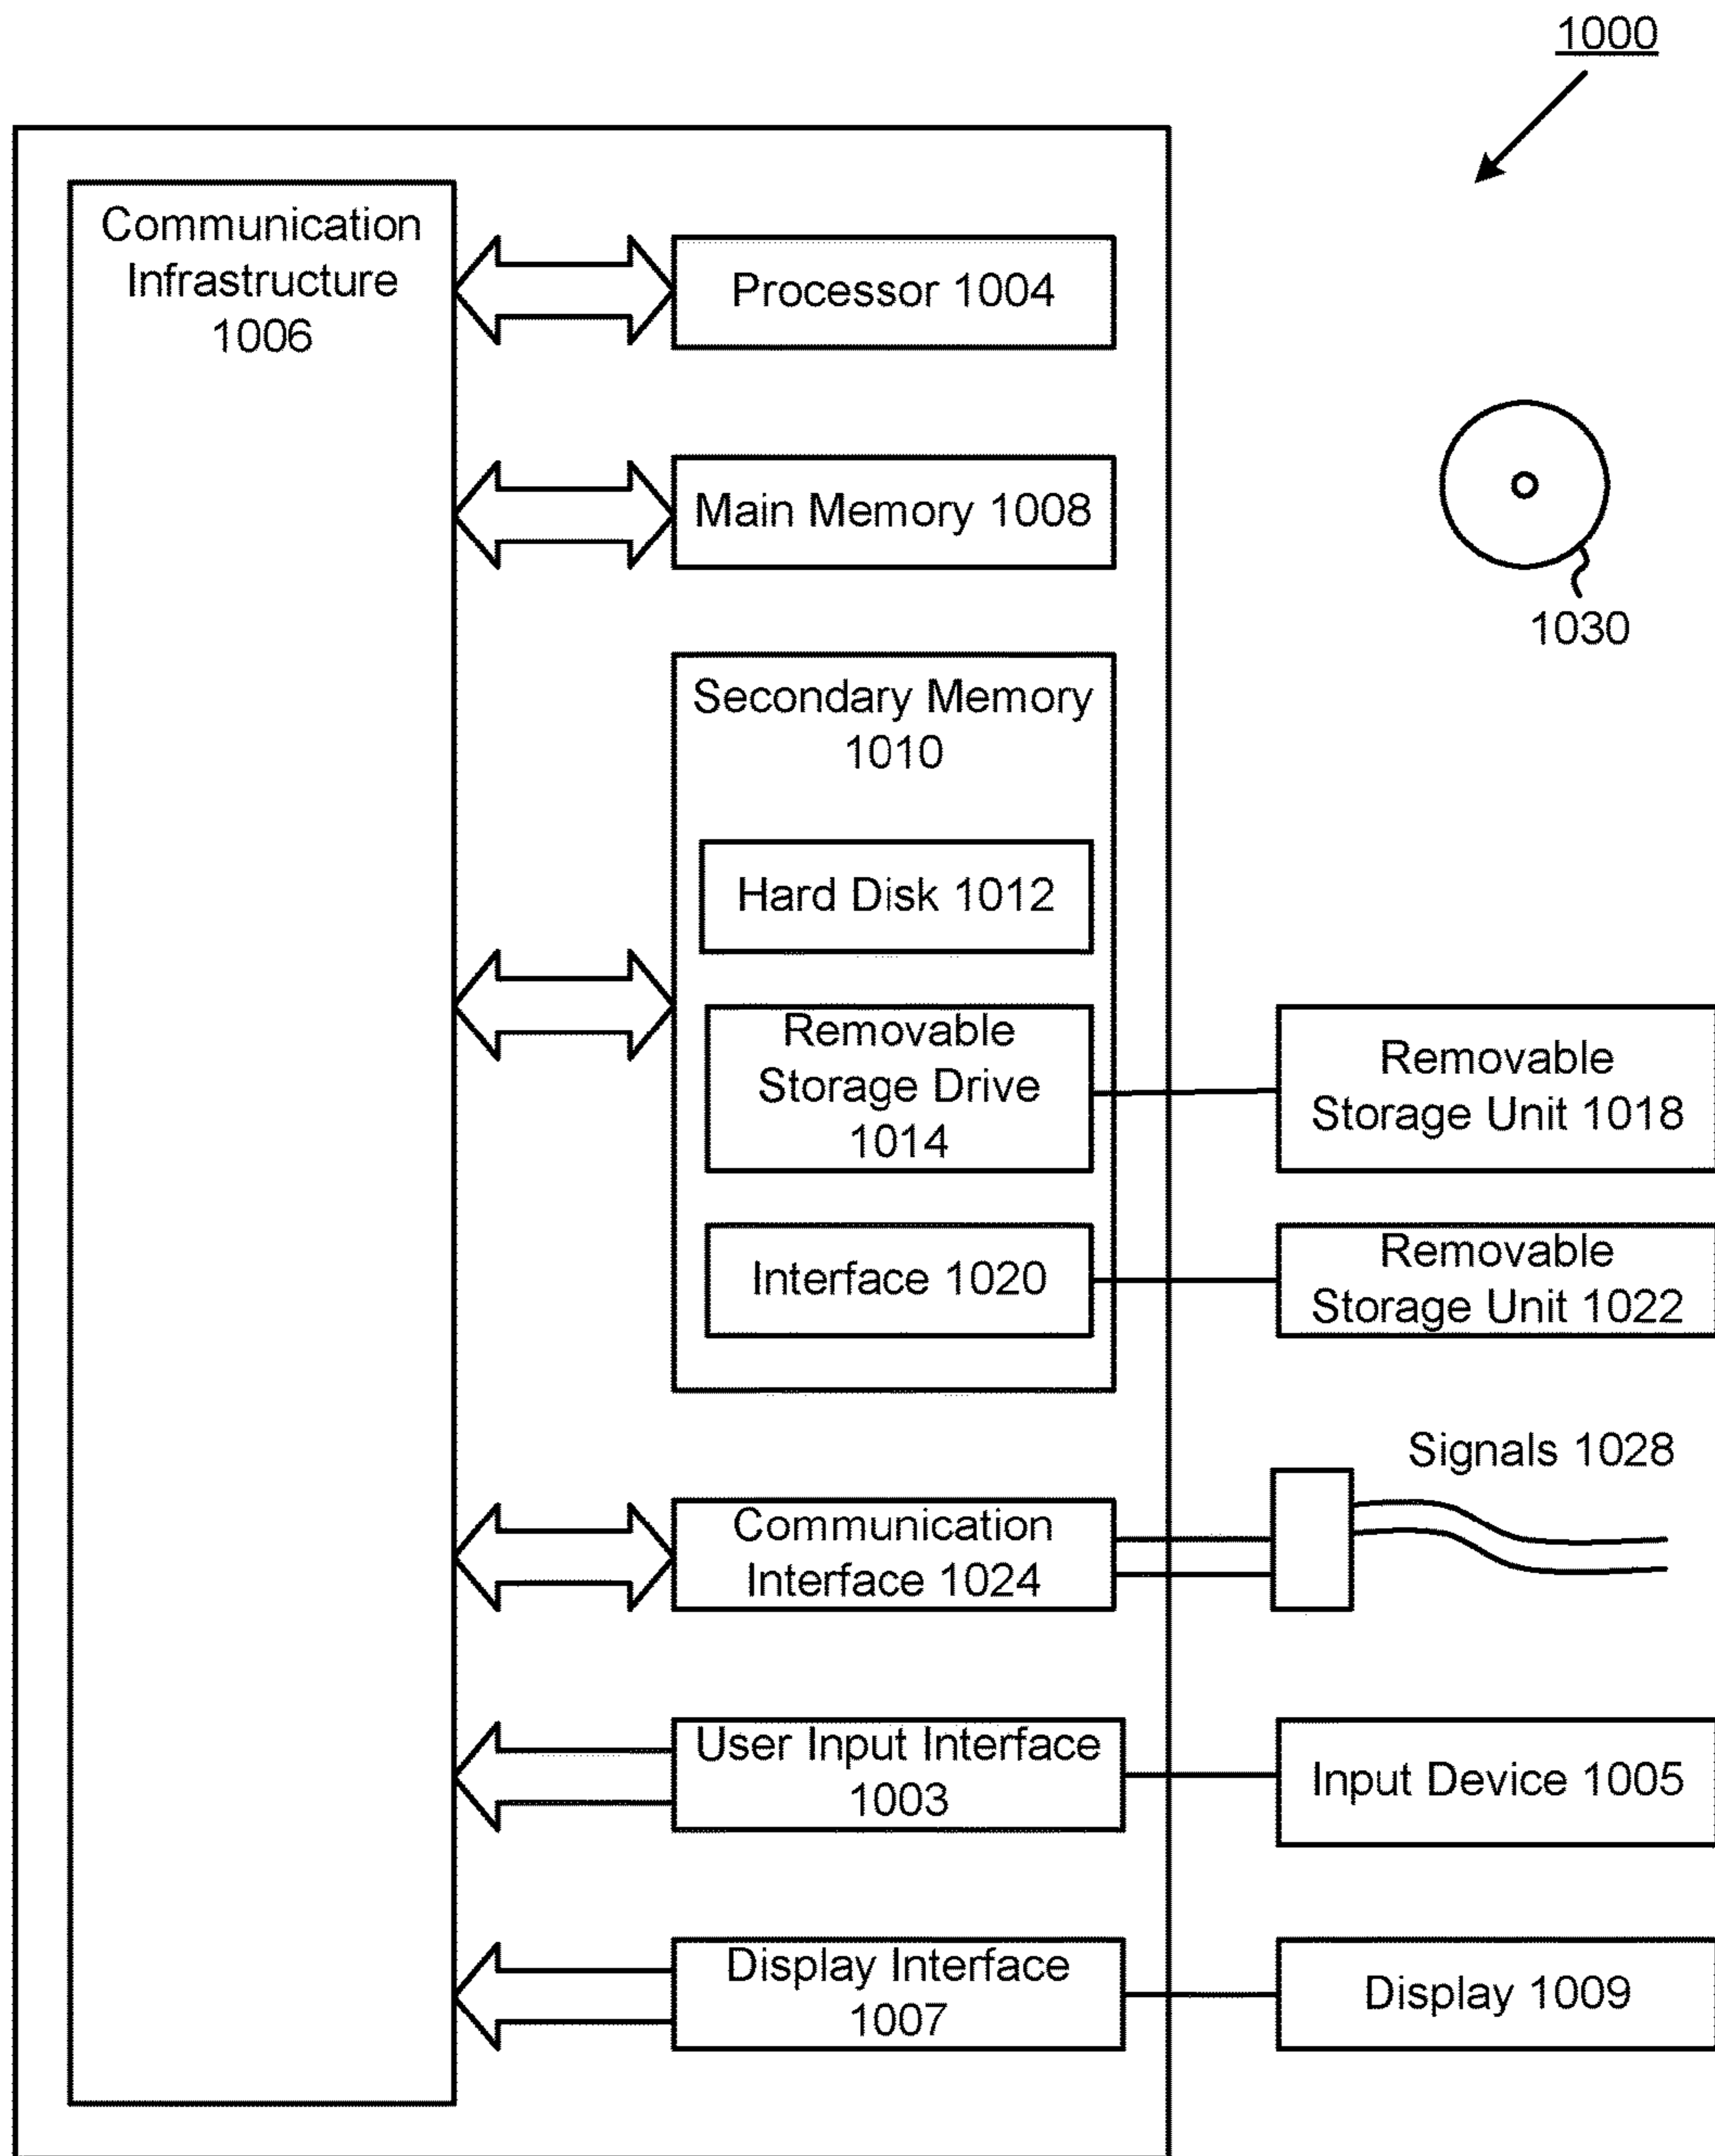 1000
Communication
Infrastructure
1006
Processor 1004
Main Memory 1008
1030
Secondary Memory
1010
Hard Disk 1012
Removable
Storage Drive
1014
Removable
Storage Unit 1018
Interface 1020
Removable
Storage Unit 1022
Signals 1028
Communication
Interface 1024
User Input Interface
1003
Input Device 1005
Display Interface
1007
Display 1009